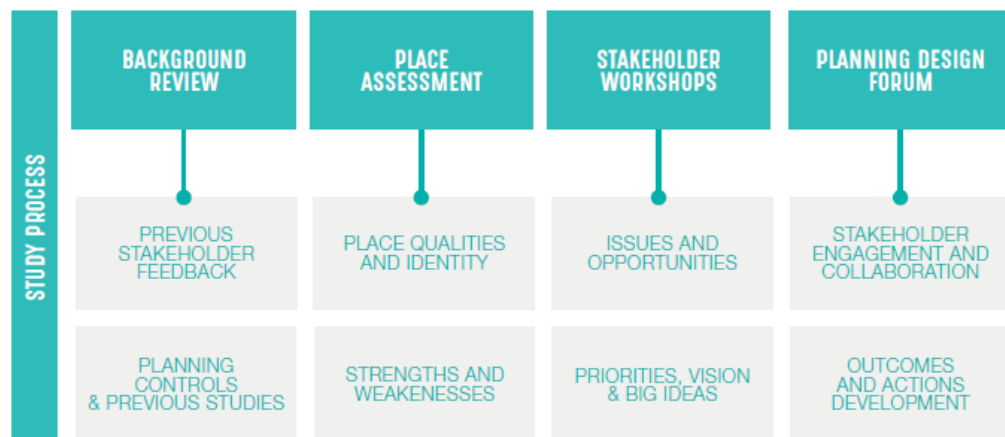 STUDY PROCESS
BACKGROUND
REVIEW
PREVIOUS
STAKEHOLDER
FEEDBACK
PLANNING
CONTROLS
& PREVIOUS STUDIES
PLACE
ASSESSMENT
PLACE QUALITIES
AND IDENTITY
STRENGTHS AND
WEAKENESSES
STAKEHOLDER
WORKSHOPS
ISSUES AND
OPPORTUNITIES
PRIORITIES, VISION
& BIG IDEAS
PLANNING DESIGN
FORUM
STAKEHOLDER
ENGAGEMENT AND
COLLABORATION
OUTCOMES
AND ACTIONS
DEVELOPMENT